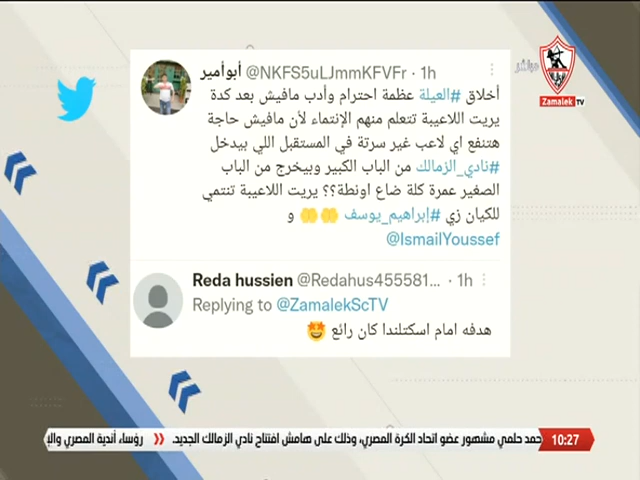 أبوأمير @NKFS5uLJmmKFVFr · 1h
أخلاق #العيلة عظمة احترام وأدب مافيش بعد كدة
يريت اللاعيبة تتعلم منهم الإنتماء لأن مافيش حاجة
هتنفع اي لاعب غير سرتة في المستقبل اللي بيدخل
#نادي_الزمالك من الباب الكبير وبيخرج من الباب
الصغير عمرة كلة ضاع اونطة؟؟ يريت اللاعيبة تنتمي
للكيان زي #إبراهيم_يوسف 🤲🤲 و
@IsmailYoussef
Reda hussien @Redahus455581... · 1h
Replying to @ZamalekScTV
هدفه امام اسكتلندا كان رائع 🤩
مباشر
Zamalek TV
10:27
حمد حلمي مشهور عضو اتحاد الكرة المصري، وذلك على هامش افتتاح نادي الزمالك الجديد. » رؤساء أندية المصري والإ